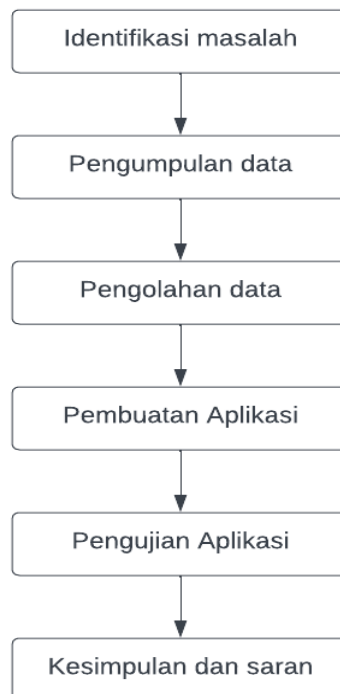 Identifikasi masalah
Pengumpulan data
Pengolahan data
Pembuatan Aplikasi
Pengujian Aplikasi
Kesimpulan dan saran